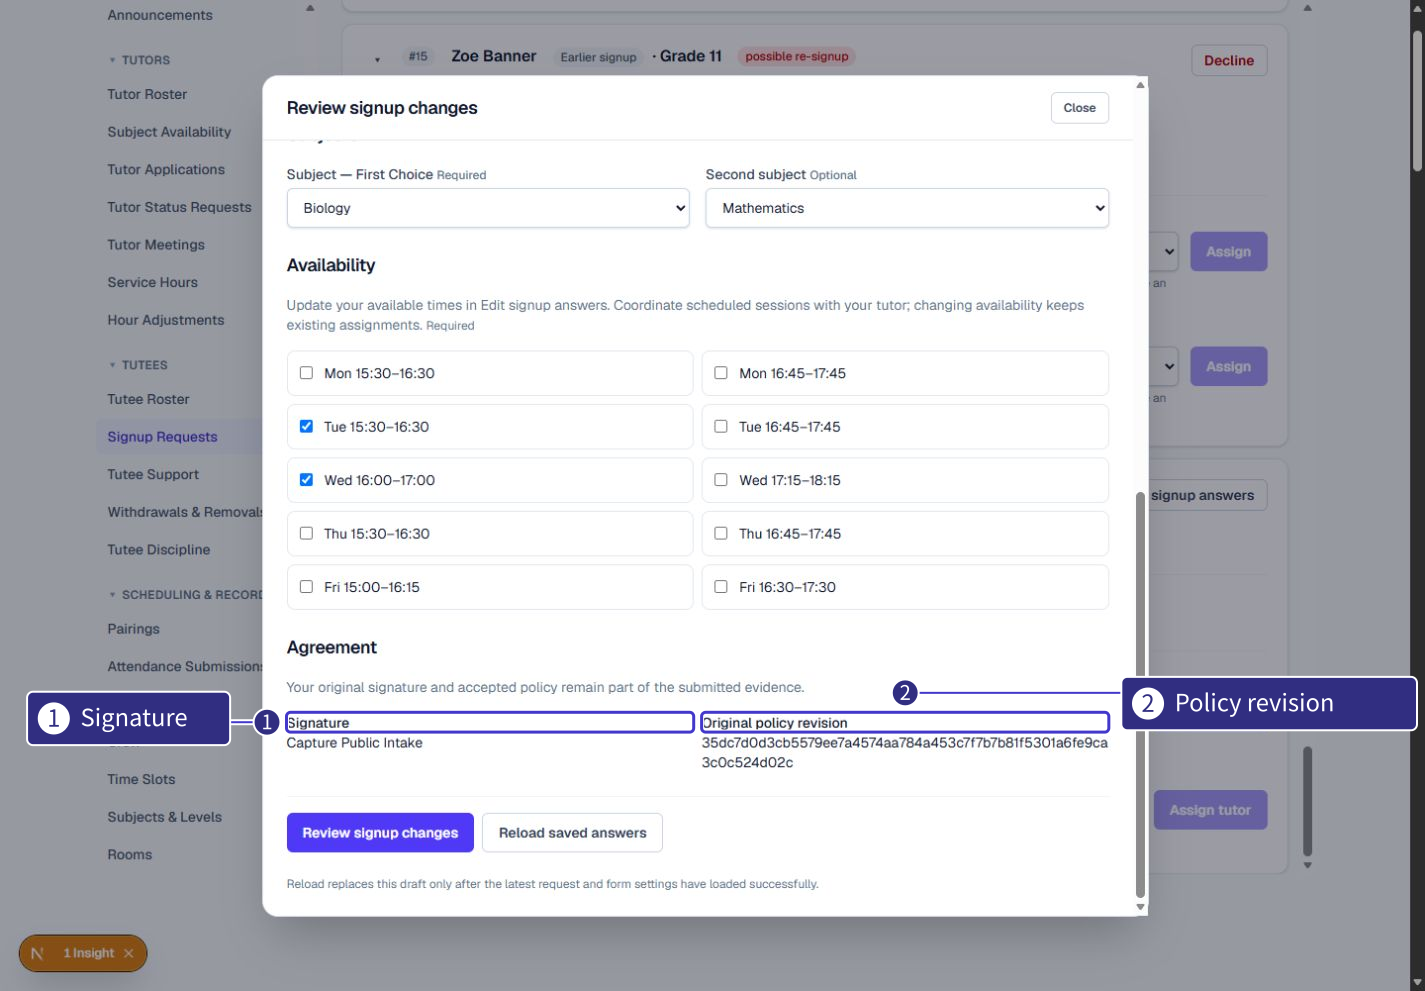 Announcements
TUTORS
Tutor Roster
Subject Availability
Tutor Applications
Tutor Status Requests
Tutor Meetings
Service Hours
Hour Adjustments
TUTEES
Tutee Roster
Signup Requests
Tutee Support
Withdrawals & Removals
Tutee Discipline
SCHEDULING & RECORD
Pairings
Attendance Submissions
Time Slots
Subjects & Levels
Rooms
1 Insight
#15 Zoe Banner Earlier signup · Grade 11 possible re-signup
Decline
Assign
an
Assign
an
signup answers
Assign tutor
Review signup changes
Close
Subject — First Choice Required
Second subject Optional
Biology
Mathematics
Availability
Update your available times in Edit signup answers. Coordinate scheduled sessions with your tutor; changing availability keeps
existing assignments. Required
Mon 15:30–16:30
Mon 16:45–17:45
Tue 15:30–16:30
Tue 16:45–17:45
Wed 16:00–17:00
Wed 17:15–18:15
Thu 15:30–16:30
Thu 16:45–17:45
Fri 15:00–16:15
Fri 16:30–17:30
Agreement
Your original signature and accepted policy remain part of the submitted evidence.
1 Signature
1
2
2 Policy revision
Signature
Original policy revision
Capture Public Intake
35dc7d0d3cb5579ee7a4574aa784a453c7f7b7b81f5301a6fe9ca
3c0c524d02c
Review signup changes
Reload saved answers
Reload replaces this draft only after the latest request and form settings have loaded successfully.